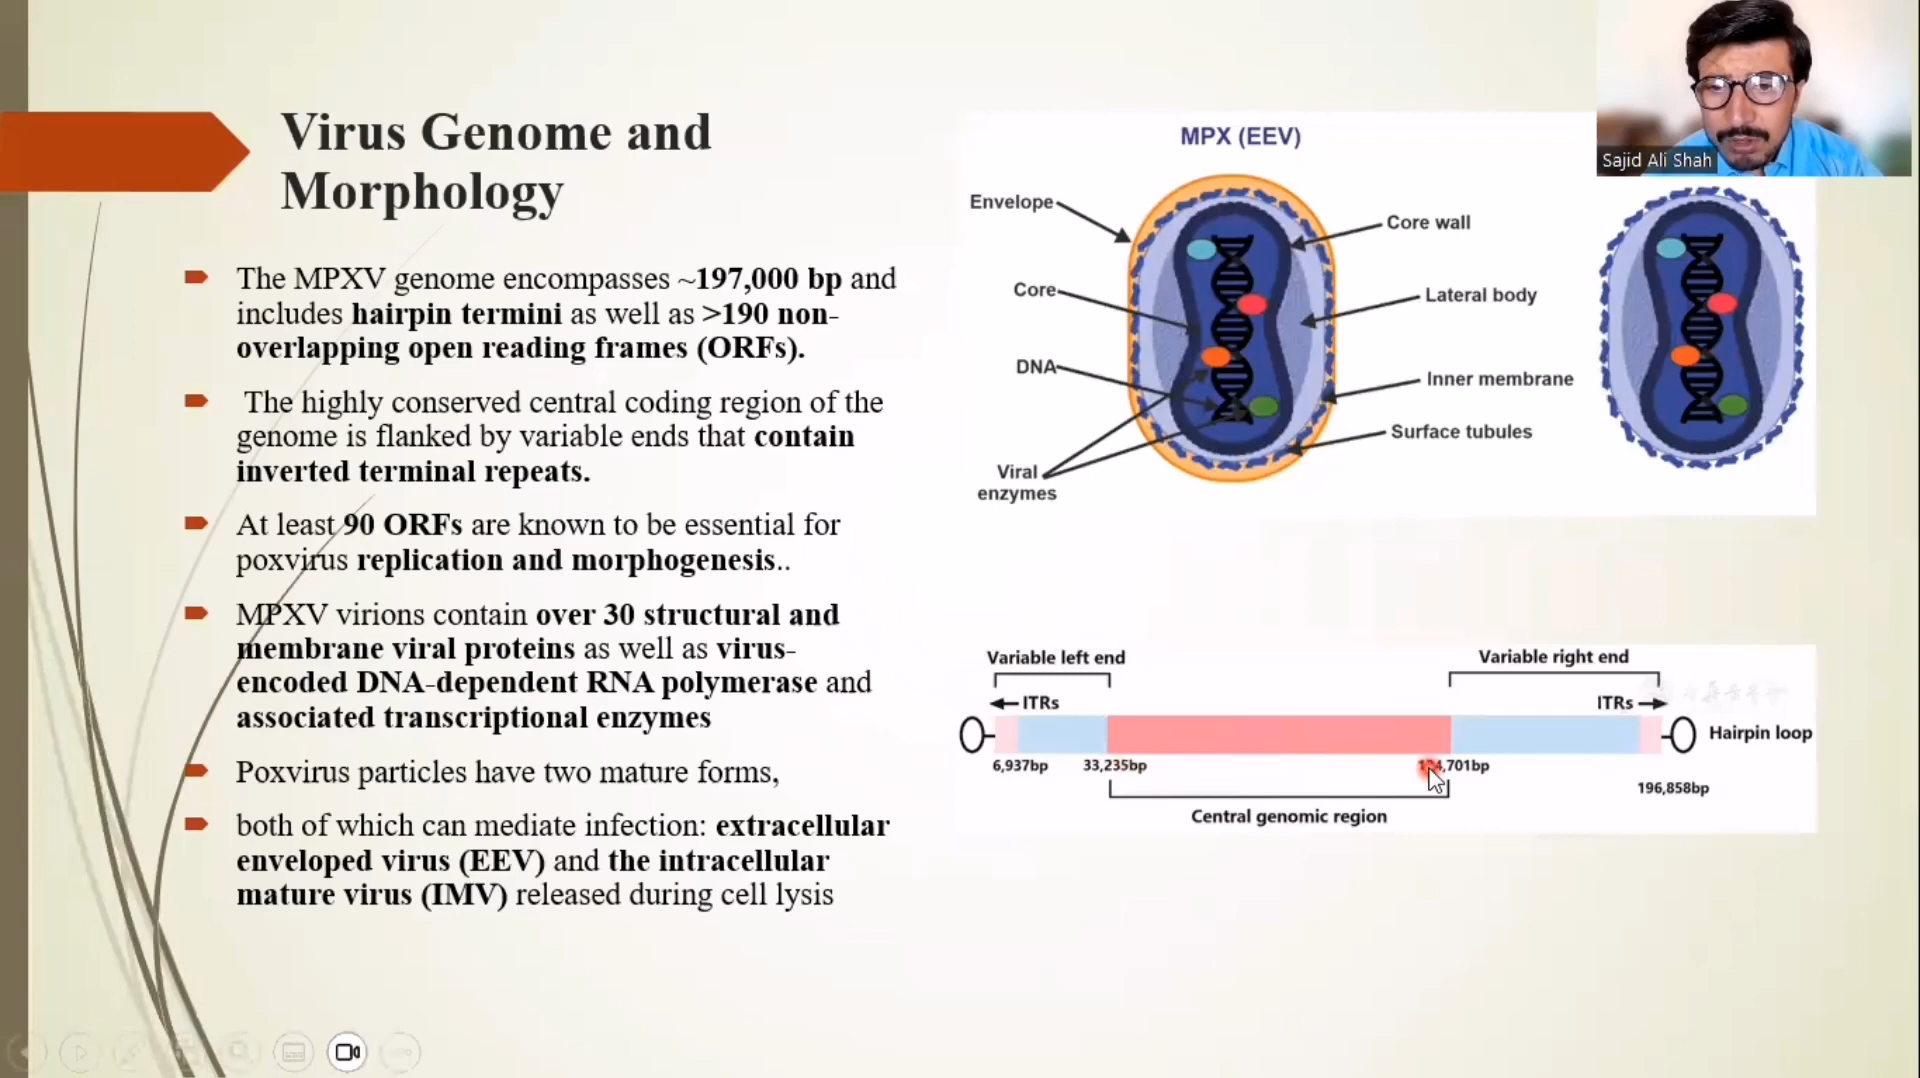 Virus Genome and
Morphology
The MPXV genome encompasses ~197,000 bp and
includes hairpin termini as well as >190 non-
overlapping open reading frames (ORFs).
The highly conserved central coding region of the
genome is flanked by variable ends that contain
inverted terminal repeats.
At least 90 ORFs are known to be essential for
poxvirus replication and morphogenesis..
MPXV virions contain over 30 structural and
membrane viral proteins as well as virus-
encoded DNA-dependent RNA polymerase and
associated transcriptional enzymes
Poxvirus particles have two mature forms,
both of which can mediate infection: extracellular
enveloped virus (EEV) and the intracellular
mature virus (IMV) released during cell lysis
MPX (EEV)
Envelope
Core
DNA
Viral
enzymes
Core wall
Lateral body
Inner membrane
Surface tubules
Sajid Ali Shah
Variable left end
Variable right end
ITRs
ITRs
Hairpin loop
6,937bp
33,235bp
196,858bp
Central genomic region